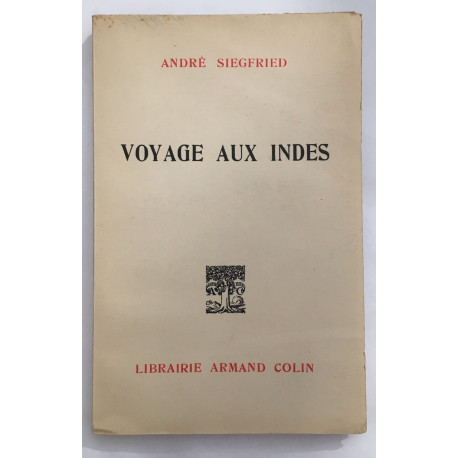 ANDRÉ SIEGFRIED
VOYAGE AUX INDES
A C
LIBRAIRIE ARMAND COLIN